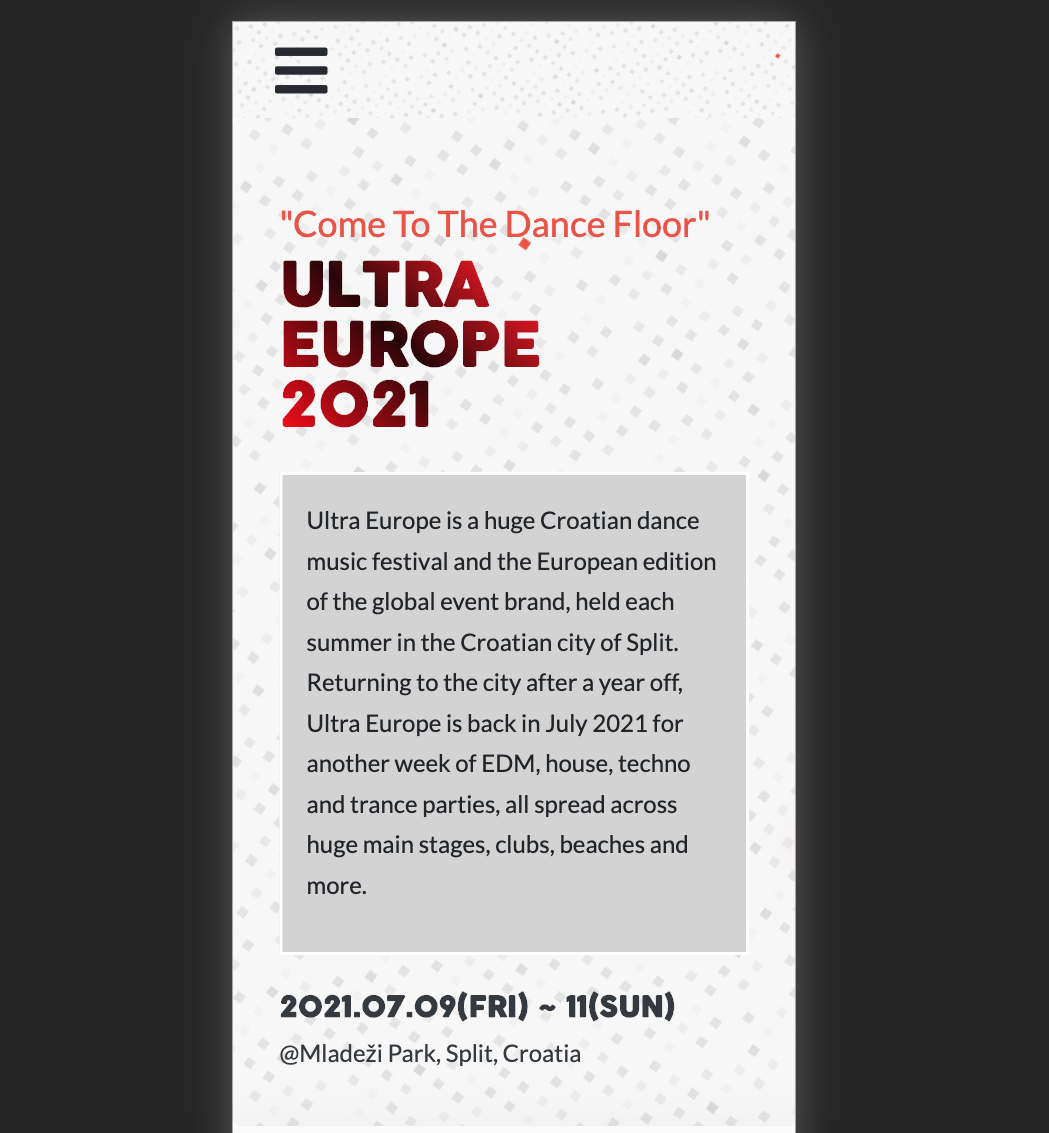 "Come To The Dance Floor"
ULTRA
EUROPE
2021
Ultra Europe is a huge Croatian dance
music festival and the European edition
of the global event brand, held each
summer in the Croatian city of Split.
Returning to the city after a year off,
Ultra Europe is back in July 2021 for
another week of EDM, house, techno
and trance parties, all spread across
huge main stages, clubs, beaches and
more.
2021.07.09(FRI) ~ 11(SUN)
@Mladeži Park, Split, Croatia